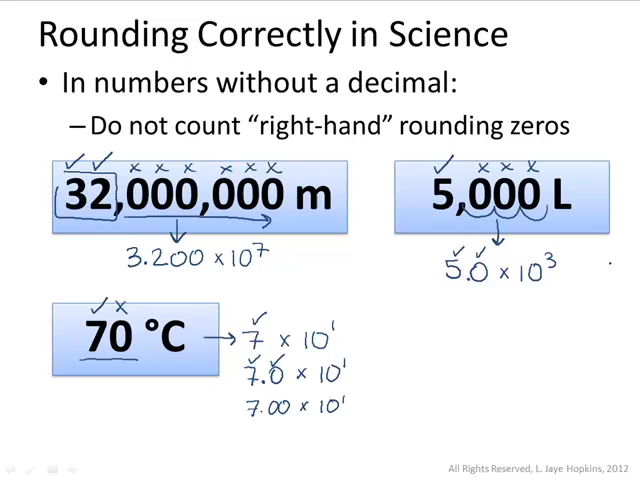 Rounding Correctly in Science
• In numbers without a decimal:
–Do not count “right-hand” rounding zeros
✓ ✓ × × × × × ×
32,000,000 m
3.200 × 10⁷
✓ × × ×
5,000 L
✓ ✓
5.0 × 10³
✓ ×
70 °C
✓
7 × 10¹
✓ ✓
7.0 × 10¹
7.00 × 10¹
All Rights Reserved, L. Jaye Hopkins, 2012